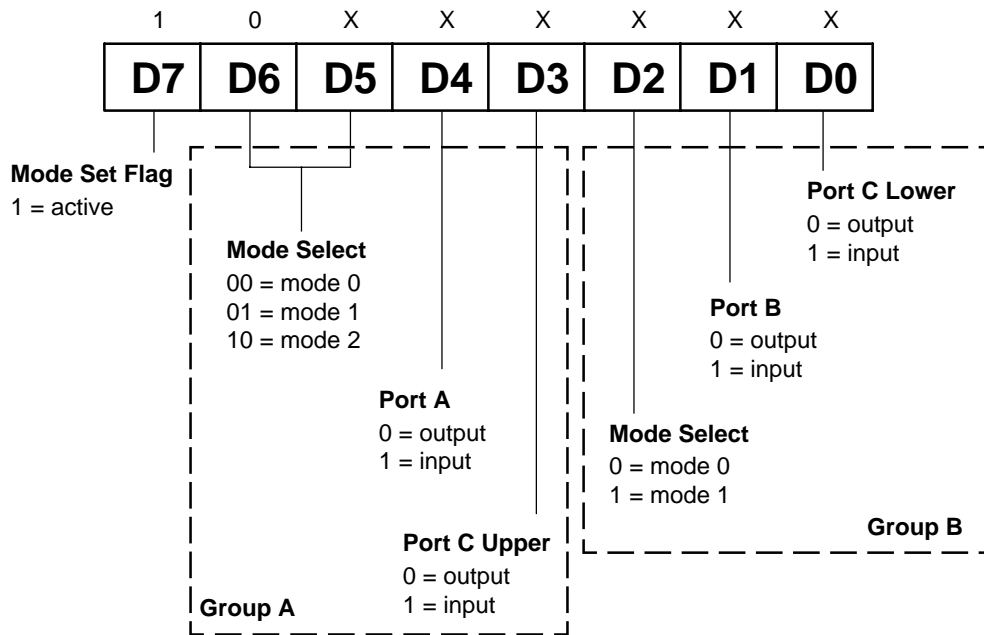 1 0 X X X X X X
D7 D6 D5 D4 D3 D2 D1 D0
Mode Set Flag
1 = active
Mode Select
00 = mode 0
01 = mode 1
10 = mode 2
Port A
0 = output
1 = input
Port C Upper
0 = output
1 = input
Group A
Port C Lower
0 = output
1 = input
Port B
0 = output
1 = input
Mode Select
0 = mode 0
1 = mode 1
Group B